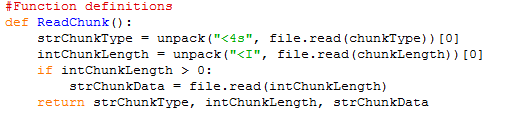 #Function definitions
def ReadChunk():
    strChunkType = unpack("<4s", file.read(chunkType))[0]
    intChunkLength = unpack("<I", file.read(chunkLength))[0]
    if intChunkLength > 0:
        strChunkData = file.read(intChunkLength)
    return strChunkType, intChunkLength, strChunkData